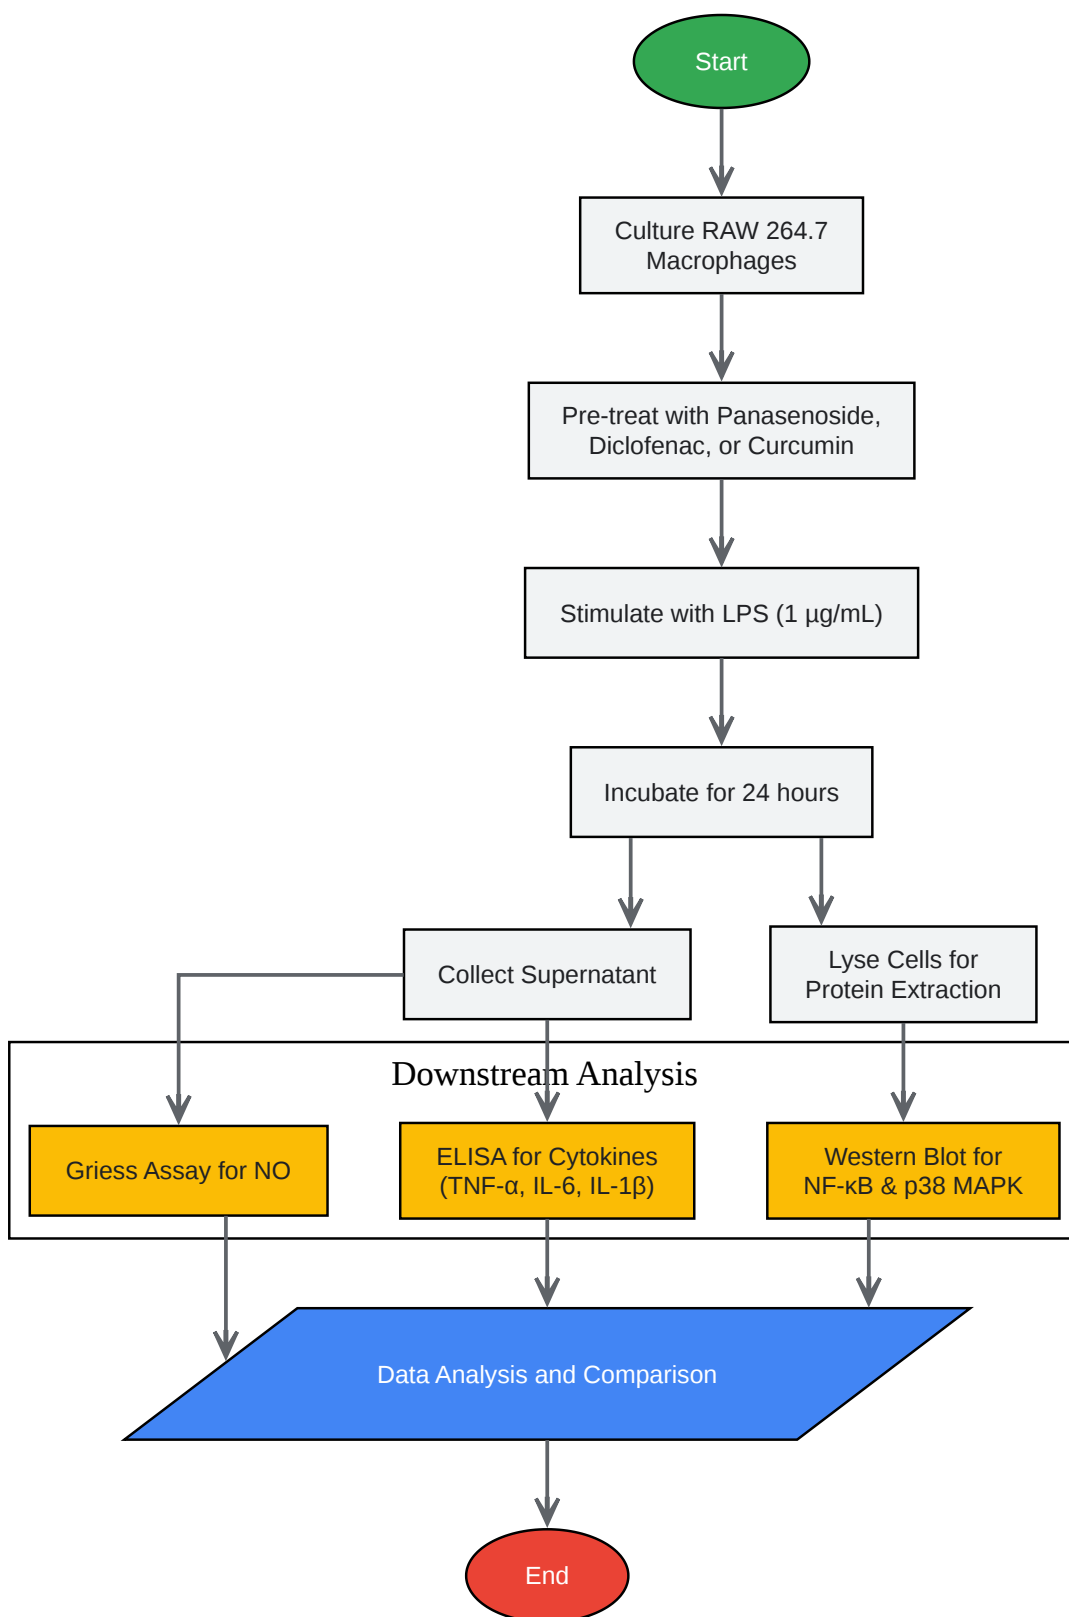 Start
Culture RAW 264.7
Macrophages
Pre-treat with Panasenoside,
Diclofenac, or Curcumin
Stimulate with LPS (1 µg/mL)
Incubate for 24 hours
Collect Supernatant
Lyse Cells for
Protein Extraction
Downstream Analysis
Griess Assay for NO
ELISA for Cytokines
(TNF-α, IL-6, IL-1β)
Western Blot for
NF-κB & p38 MAPK
Data Analysis and Comparison
End